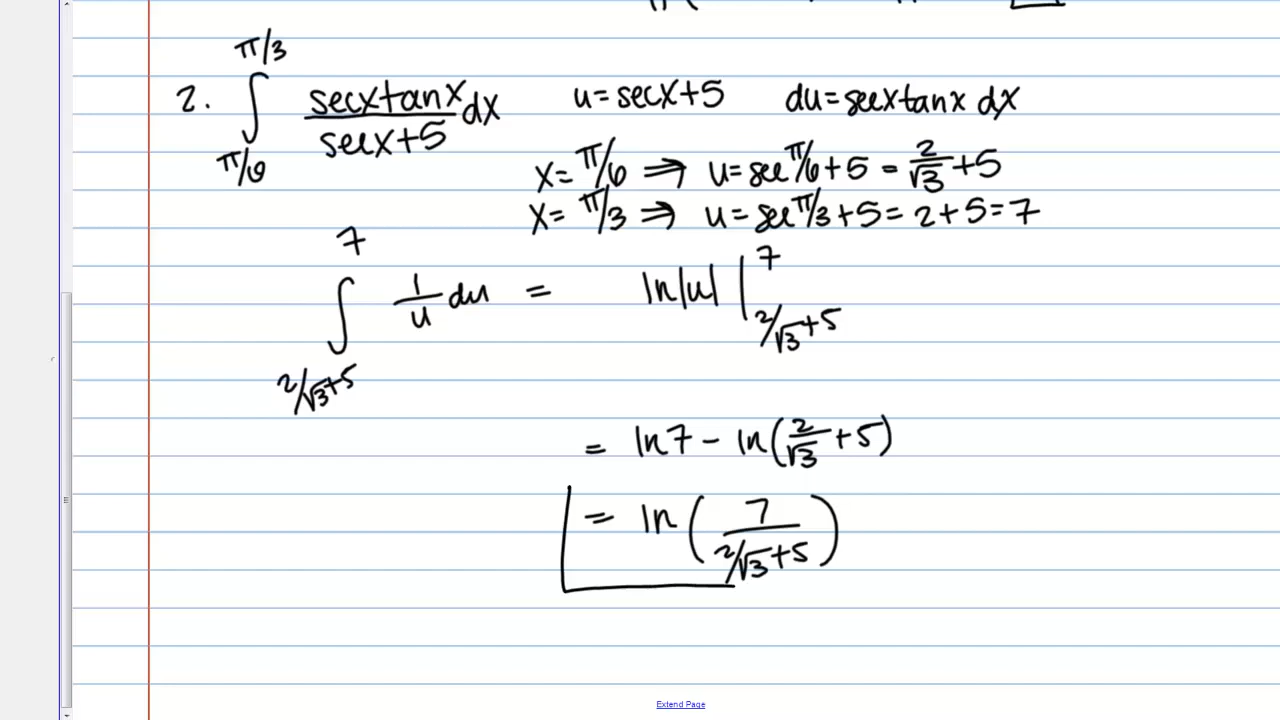 2. ∫_{π/6}^{π/3} (secx tanx)/(secx+5) dx u=secx+5 du=secx tanx dx
x= π/6 ⇒ u= sec π/6 +5 = 2/√3 +5
x= π/3 ⇒ u= sec π/3 +5 = 2+5=7
∫_{2/√3+5}^{7} 1/u du = ln|u| |_{2/√3+5}^{7}
= ln7 - ln(2/√3 +5)
= ln(7/(2/√3+5))
Extend Page